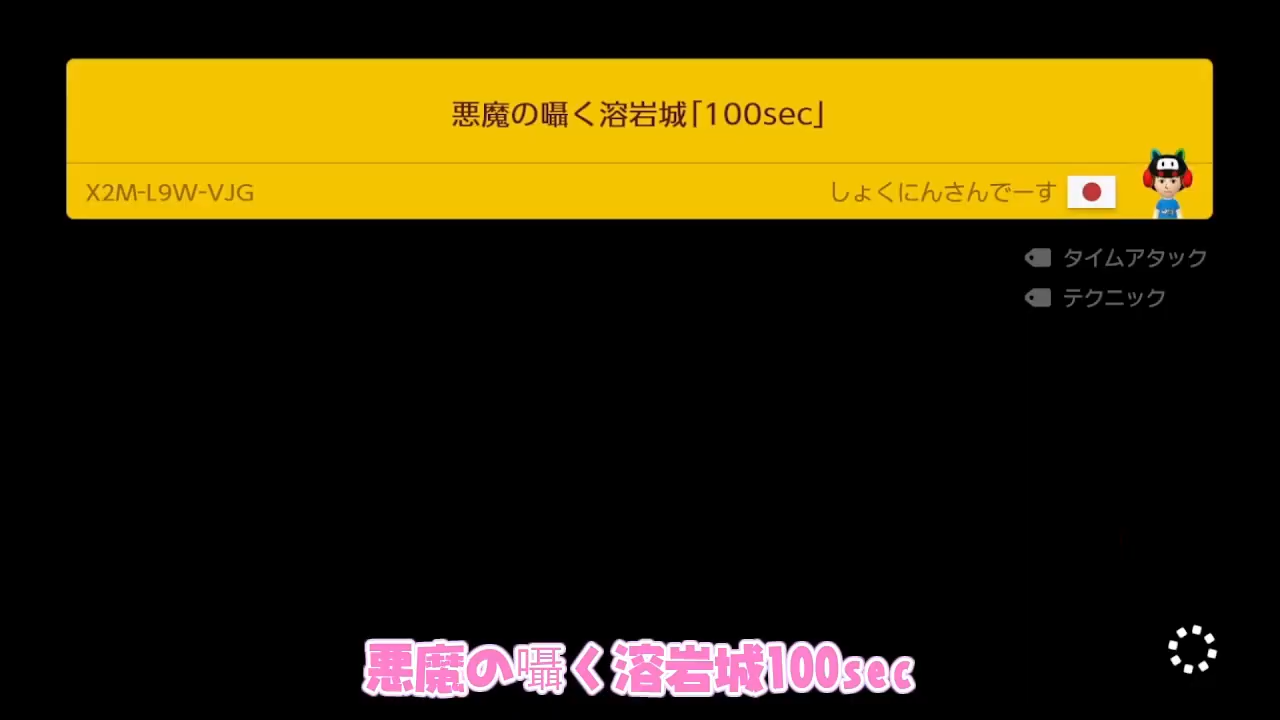 悪魔の囁く溶岩城「100sec」
X2M-L9W-VJG
しょくにんさんでーす
タイムアタック
テクニック
悪魔の囁く溶岩城100sec